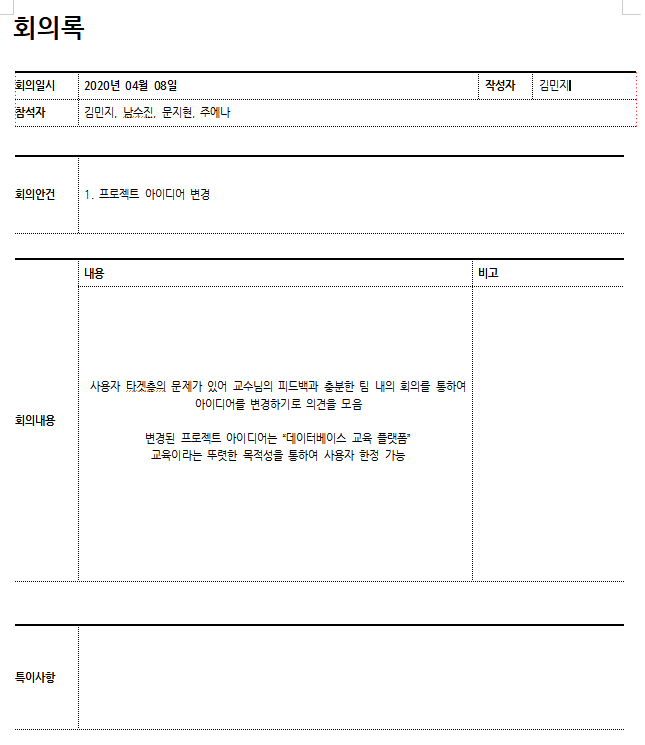 회의록
회의일시 2020년 04월 08일 작성자 김민지
참석자 김민지, 남수진, 문지현, 주에나
회의안건 1. 프로젝트 아이디어 변경
내용 비고
사용자 타겟층의 문제가 있어 교수님의 피드백과 충분한 팀 내의 회의를 통하여
아이디어를 변경하기로 의견을 모음
회의내용
변경된 프로젝트 아이디어는 “데이터베이스 교육 플랫폼”
교육이라는 뚜렷한 목적성을 통하여 사용자 한정 가능
특이사항